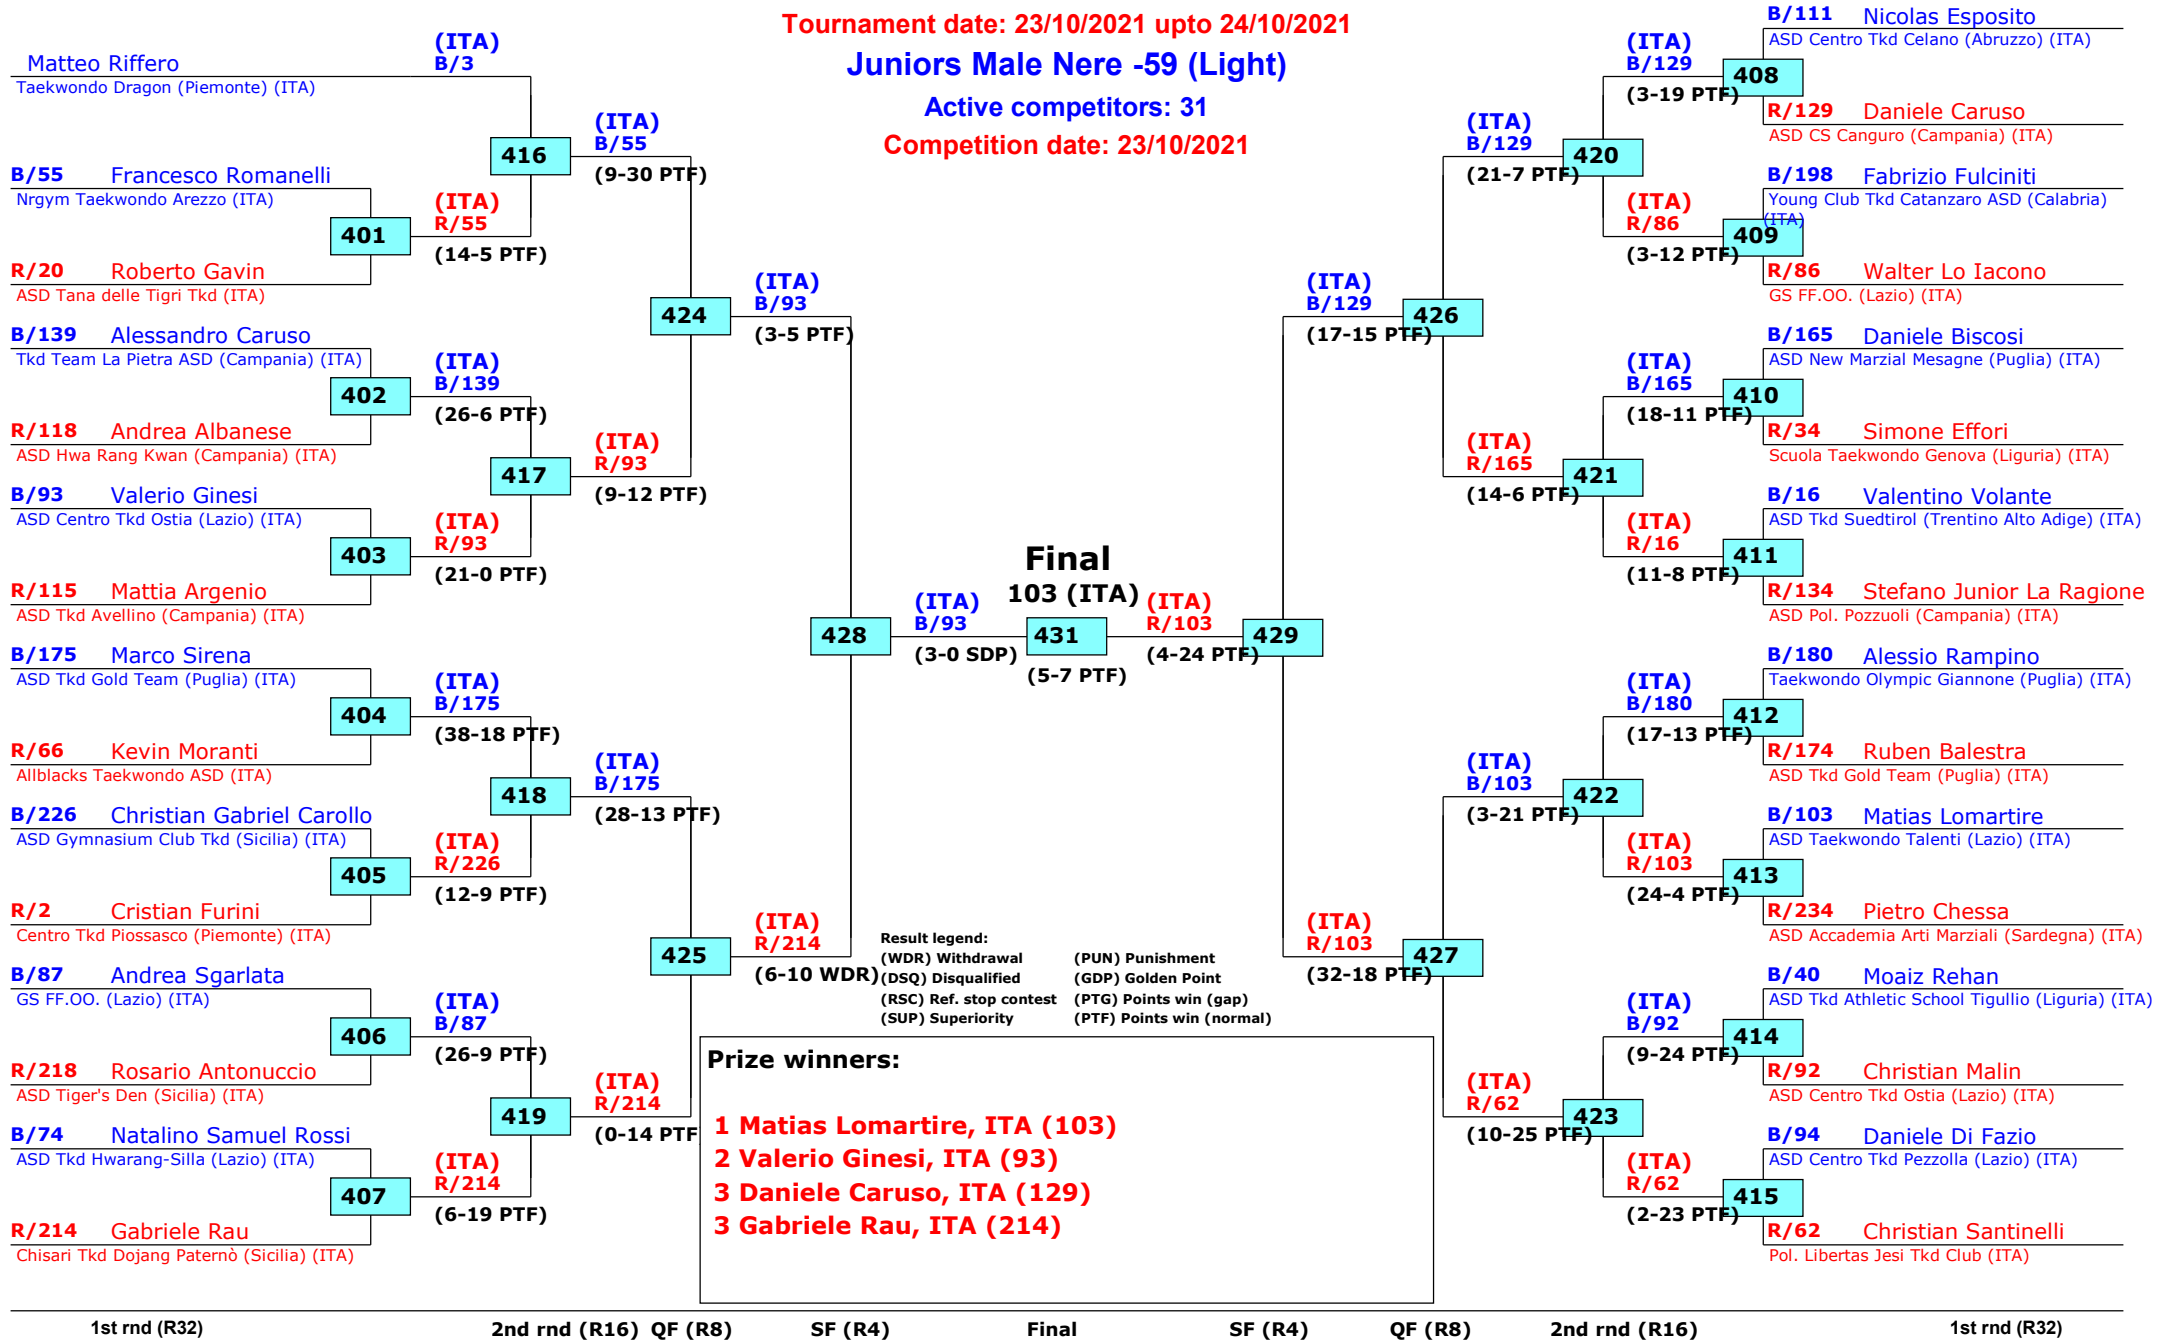 Tournament date: 23/10/2021 upto 24/10/2021
Juniors Male Nere -59 (Light)
Active competitors: 31
Competition date: 23/10/2021
Matteo Riffero
Taekwondo Dragon (Piemonte) (ITA)
B/55 Francesco Romanelli
Nrgym Taekwondo Arezzo (ITA)
401
R/20 Roberto Gavin
ASD Tana delle Tigri Tkd (ITA)
B/139 Alessandro Caruso
Tkd Team La Pietra ASD (Campania) (ITA)
402
R/118 Andrea Albanese
ASD Hwa Rang Kwan (Campania) (ITA)
B/93 Valerio Ginesi
ASD Centro Tkd Ostia (Lazio) (ITA)
403
R/115 Mattia Argenio
ASD Tkd Avellino (Campania) (ITA)
B/175 Marco Sirena
ASD Tkd Gold Team (Puglia) (ITA)
404
R/66 Kevin Moranti
Allblacks Taekwondo ASD (ITA)
B/226 Christian Gabriel Carollo
ASD Gymnasium Club Tkd (Sicilia) (ITA)
405
R/2 Cristian Furini
Centro Tkd Piossasco (Piemonte) (ITA)
B/87 Andrea Sgarlata
GS FF.OO. (Lazio) (ITA)
406
R/218 Rosario Antonuccio
ASD Tiger's Den (Sicilia) (ITA)
B/74 Natalino Samuel Rossi
ASD Tkd Hwarang-Silla (Lazio) (ITA)
407
R/214 Gabriele Rau
Chisari Tkd Dojang Paternò (Sicilia) (ITA)
(ITA)
B/3
416
(ITA)
R/55
(14-5 PTF)
(ITA)
B/139
(26-6 PTF)
417
(ITA)
R/93
(21-0 PTF)
(ITA)
B/175
(38-18 PTF)
418
(ITA)
R/226
(12-9 PTF)
(ITA)
B/87
(26-9 PTF)
419
(ITA)
R/214
(6-19 PTF)
(ITA)
B/55
(9-30 PTF)
424
(ITA)
R/93
(9-12 PTF)
(ITA)
B/175
(28-13 PTF)
425
(ITA)
R/214
(0-14 PTF
(ITA)
B/93
(3-5 PTF)
428
(ITA)
R/214
(6-10 WDR)
(ITA)
B/93
(3-0 SDP)
Final
103 (ITA)
431
(5-7 PTF)
(ITA)
R/103
(4-24 PTF)
429
(ITA)
B/129
(17-15 PTF)
426
(ITA)
R/103
(32-18 PTF)
427
(ITA)
B/129
(21-7 PTF)
420
(ITA)
R/165
(14-6 PTF)
421
(ITA)
B/103
(3-21 PTF)
422
(ITA)
R/62
(10-25 PTF)
423
(ITA)
B/129
(3-19 PTF)
(ITA)
R/86
(3-12 PTF)
(ITA)
B/165
(18-11 PTF)
(ITA)
R/16
(11-8 PTF)
(ITA)
B/180
(17-13 PTF)
(ITA)
R/103
(24-4 PTF)
(ITA)
B/92
(9-24 PTF)
(ITA)
R/62
(2-23 PTF)
B/111 Nicolas Esposito
ASD Centro Tkd Celano (Abruzzo) (ITA)
408
R/129 Daniele Caruso
ASD CS Canguro (Campania) (ITA)
B/198 Fabrizio Fulciniti
Young Club Tkd Catanzaro ASD (Calabria)
(ITA)
409
R/86 Walter Lo Iacono
GS FF.OO. (Lazio) (ITA)
B/165 Daniele Biscosi
ASD New Marzial Mesagne (Puglia) (ITA)
410
R/34 Simone Effori
Scuola Taekwondo Genova (Liguria) (ITA)
B/16 Valentino Volante
ASD Tkd Suedtirol (Trentino Alto Adige) (ITA)
411
R/134 Stefano Junior La Ragione
ASD Pol. Pozzuoli (Campania) (ITA)
B/180 Alessio Rampino
Taekwondo Olympic Giannone (Puglia) (ITA)
412
R/174 Ruben Balestra
ASD Tkd Gold Team (Puglia) (ITA)
B/103 Matias Lomartire
ASD Taekwondo Talenti (Lazio) (ITA)
413
R/234 Pietro Chessa
ASD Accademia Arti Marziali (Sardegna) (ITA)
B/40 Moaiz Rehan
ASD Tkd Athletic School Tigullio (Liguria) (ITA)
414
R/92 Christian Malin
ASD Centro Tkd Ostia (Lazio) (ITA)
B/94 Daniele Di Fazio
ASD Centro Tkd Pezzolla (Lazio) (ITA)
415
R/62 Christian Santinelli
Pol. Libertas Jesi Tkd Club (ITA)
Result legend:
(WDR) Withdrawal (PUN) Punishment
(DSQ) Disqualified (GDP) Golden Point
(RSC) Ref. stop contest (PTG) Points win (gap)
(SUP) Superiority (PTF) Points win (normal)
Prize winners:
1 Matias Lomartire, ITA (103)
2 Valerio Ginesi, ITA (93)
3 Daniele Caruso, ITA (129)
3 Gabriele Rau, ITA (214)
1st rnd (R32) 2nd rnd (R16) QF (R8) SF (R4) Final SF (R4) QF (R8) 2nd rnd (R16) 1st rnd (R32)